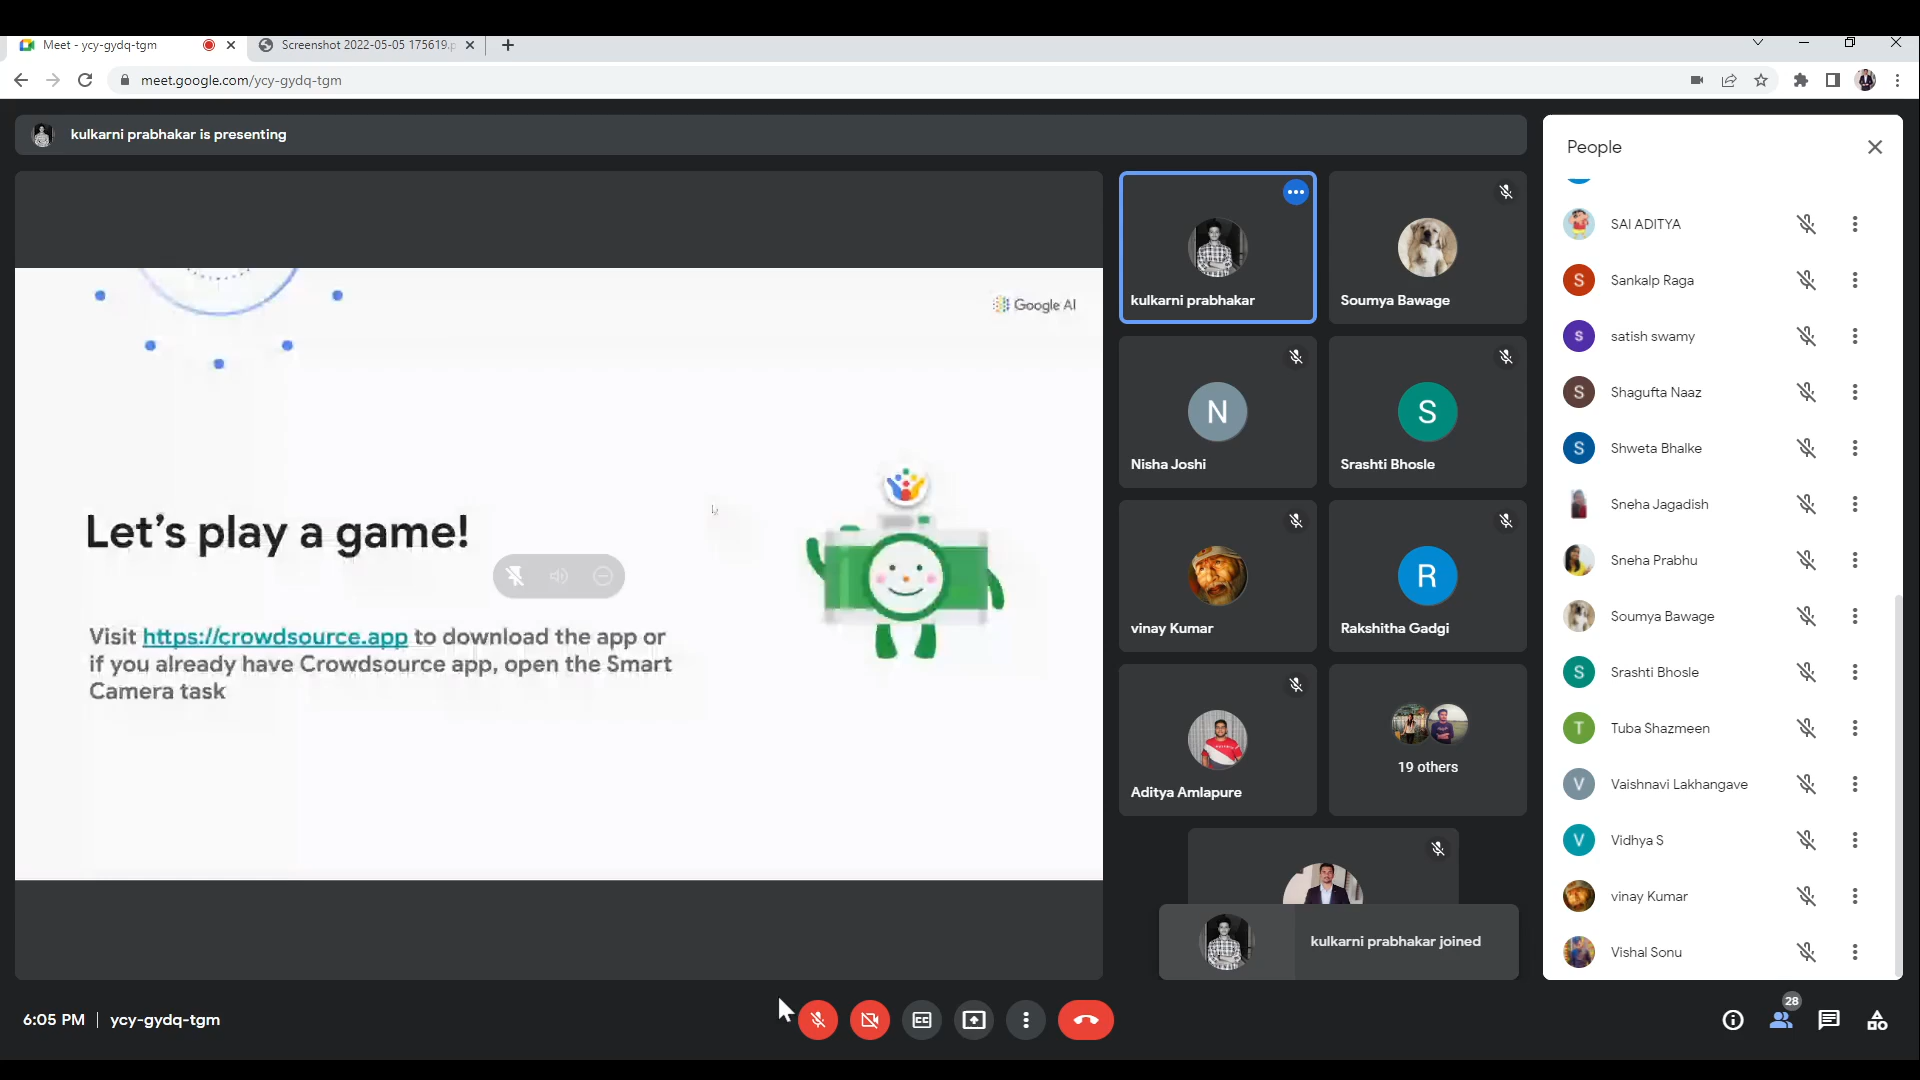 Meet - ycy-gydq-tgm
Screenshot 2022-05-05 175619.p
meet.google.com/ycy-gydq-tgm
kulkarni prabhakar is presenting
Google AI
Let's play a game!
Visit https://crowdsource.app to download the app or
if you already have Crowdsource app, open the Smart
Camera task
kulkarni prabhakar
Soumya Bawage
N
Nisha Joshi
S
Srashti Bhosle
vinay Kumar
R
Rakshitha Gadgi
Aditya Amlapure
19 others
kulkarni prabhakar joined
People
SAI ADITYA
S Sankalp Raga
s satish swamy
S Shagufta Naaz
S Shweta Bhalke
Sneha Jagadish
Sneha Prabhu
Soumya Bawage
S Srashti Bhosle
T Tuba Shazmeen
V Vaishnavi Lakhangave
V Vidhya S
vinay Kumar
Vishal Sonu
6:05 PM | ycy-gydq-tgm
28